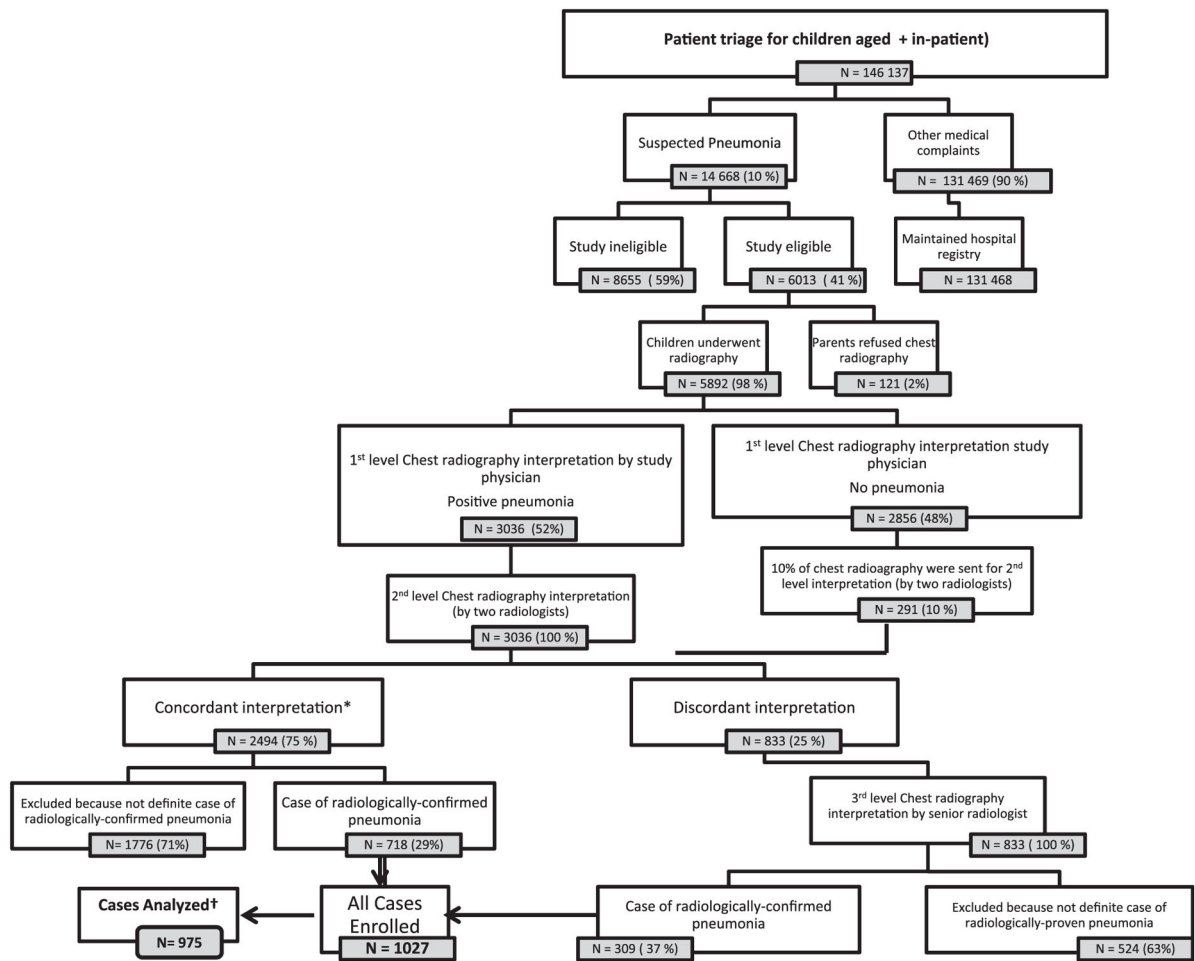 Patient triage for children aged + in-patient)
N = 146 137
Suspected Pneumonia
N = 14 668 (10 %)
Other medical
complaints
N = 131 469 (90 %)
Study ineligible
N = 8655 ( 59%)
Study eligible
N = 6013 ( 41 %)
Maintained hospital
registry
N = 131 468
Children underwent
radiography
N = 5892 (98 %)
Parents refused chest
radiography
N = 121 (2%)
1st level Chest radiography interpretation by study
physician
Positive pneumonia
N = 3036 (52%)
1st level Chest radiography interpretation study
physician
No pneumonia
N = 2856 (48%)
10% of chest radioagraphy were sent for 2nd
level interpretation (by two radiologists)
N = 291 (10 %)
2nd level Chest radiography interpretation
(by two radiologists)
N = 3036 (100 %)
Concordant interpretation*
N = 2494 (75 %)
Discordant interpretation
N = 833 (25 %)
Excluded because not definite case of
radiologically-confirmed pneumonia
N= 1776 (71%)
Case of radiologically-confirmed
pneumonia
N = 718 (29%)
3rd level Chest radiography
interpretation by senior radiologist
N = 833 ( 100 %)
Cases Analyzed†
N= 975
All Cases
Enrolled
N = 1027
Case of radiologically-confirmed
pneumonia
N = 309 ( 37 %)
Excluded because not definite case of
radiologically-proven pneumonia
N = 524 (63%)